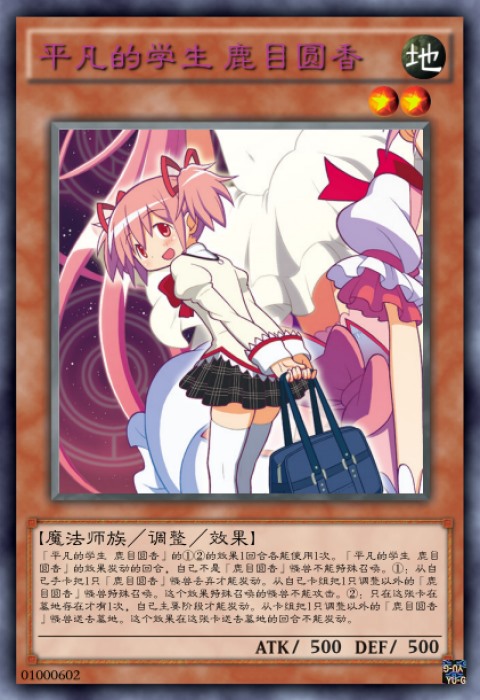 平凡的学生 鹿目圆香
地
【魔法师族／调整／效果】
「平凡的学生 鹿目圆香」的①②的效果1回合各能使用1次。「平凡的学生 鹿目圆香」的效果发动的回合，自己不是「鹿目圆香」怪兽不能特殊召唤。①：从自己手卡把1只「鹿目圆香」怪兽丢弃才能发动。从自己卡组把1只调整以外的「鹿目圆香」怪兽特殊召唤。这个效果特殊召唤的怪兽不能攻击。②：只在这张卡在墓地存在才有1次，自己主要阶段才能发动。从卡组把1只调整以外的「鹿目圆香」怪兽送去墓地。这个效果在这张卡送去墓地的回合不能发动。
ATK/ 500 DEF/ 500
01000602